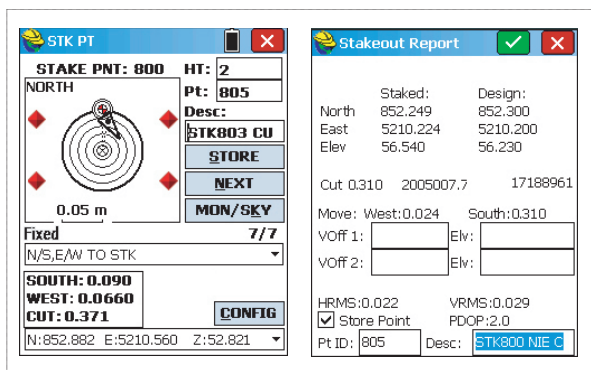 STK PT
STAKE PNT: 800
HT: 2
NORTH
Pt: 805
Desc:
STK803 CU
STORE
NEXT
0.05 m
MON/SKY
Fixed
7/7
N/S,E/W TO STK
SOUTH: 0.090
WEST: 0.0660
CUT: 0.371
CONFIG
N:852.882 E:5210.560 Z:52.821
Stakeout Report
Staked: Design:
North 852.249 852.300
East 5210.224 5210.200
Elev 56.540 56.230
Cut 0.310 2005007.7 17188961
Move: West:0.024 South:0.310
VOff 1: Elv:
VOff 2: Elv:
HRMS:0.022 VRMS:0.029
Store Point PDOP:2.0
Pt ID: 805 Desc: STK800 NIE C